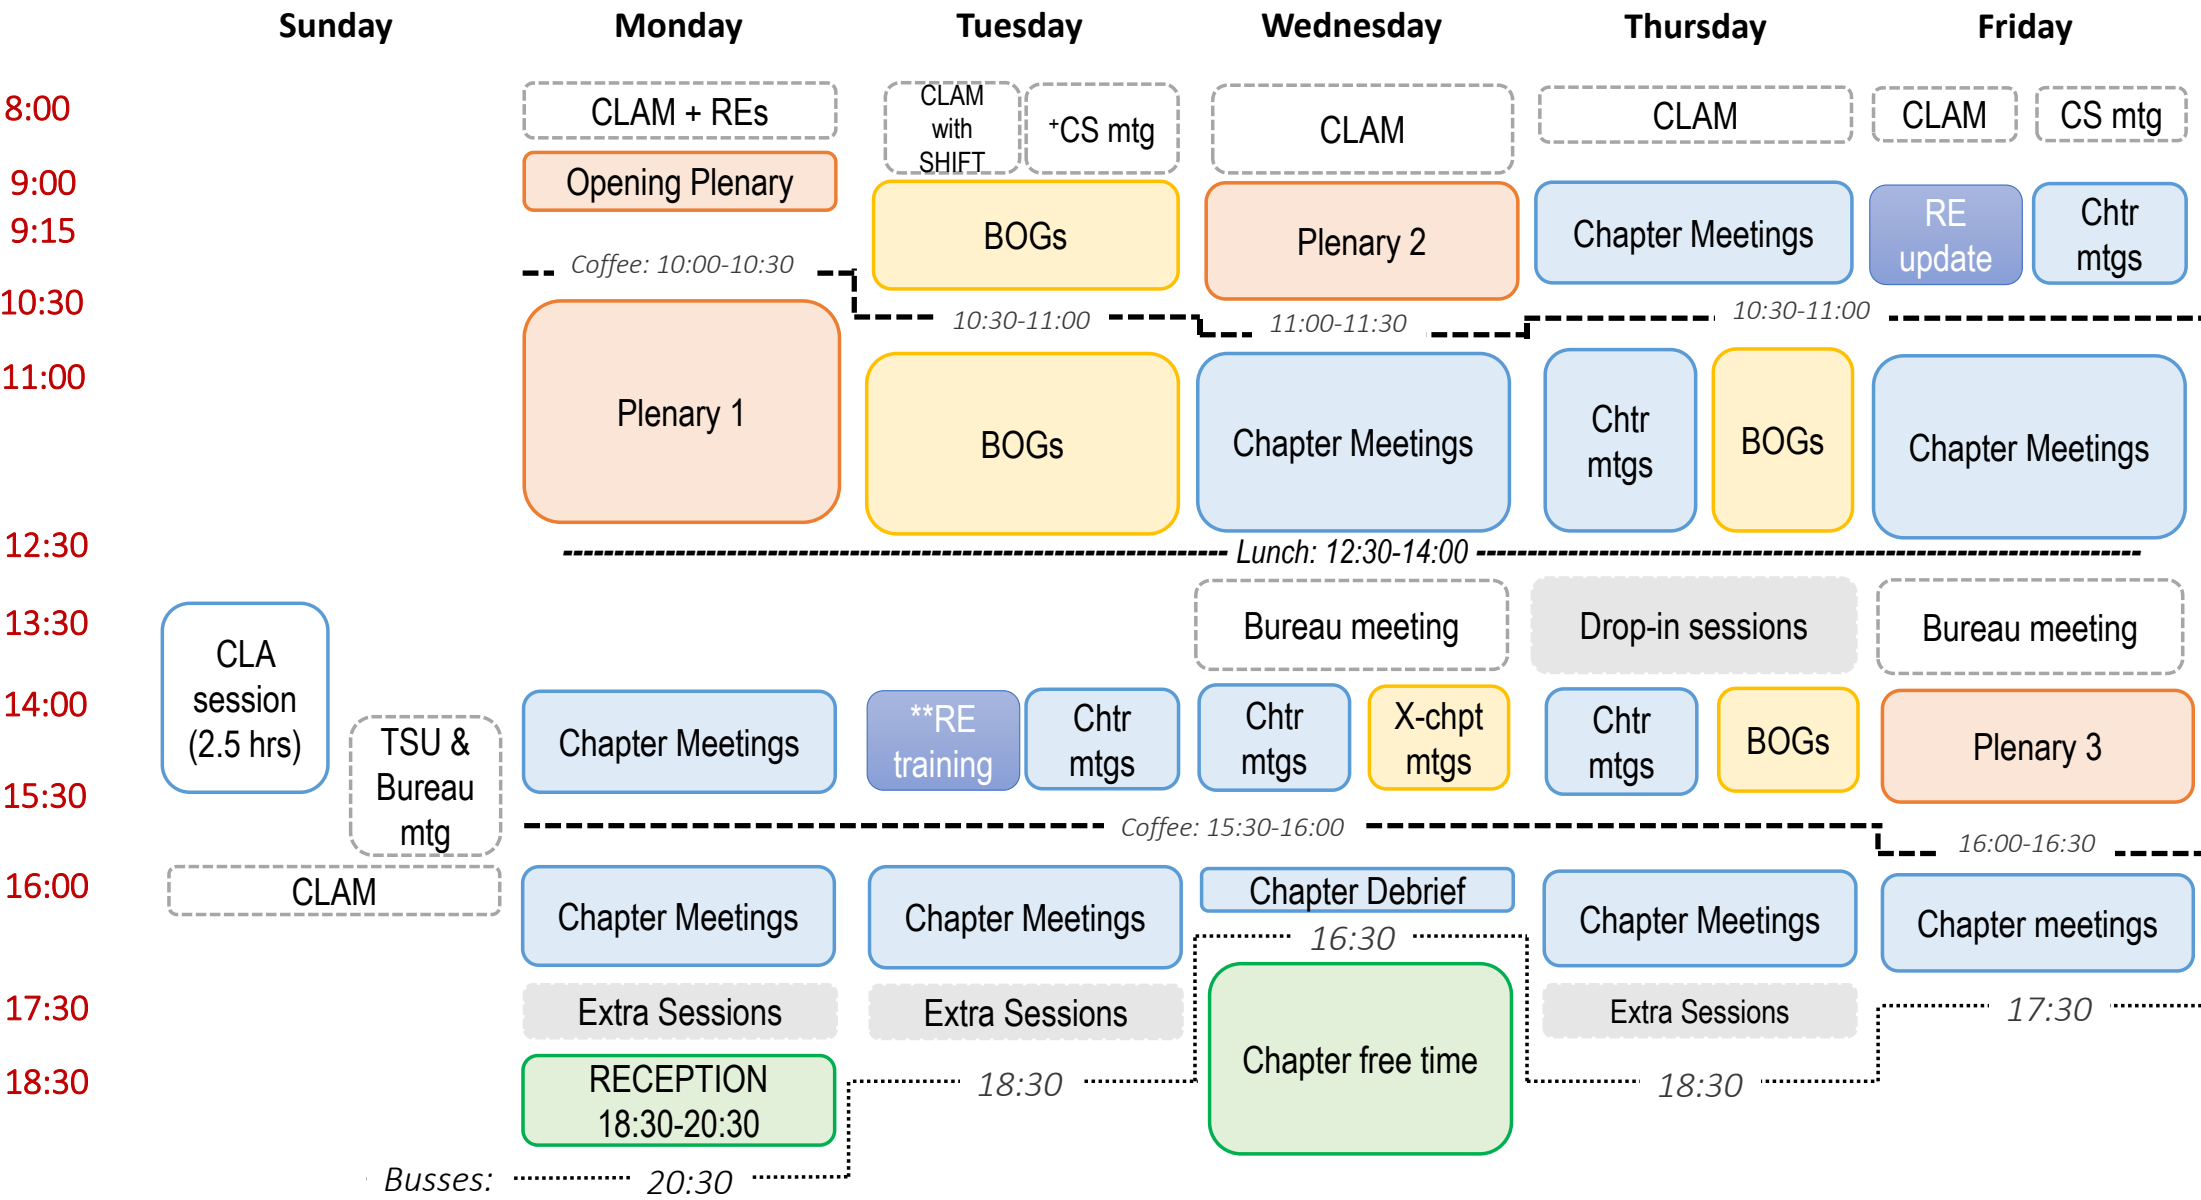 Sunday Monday Tuesday Wednesday Thursday Friday
8:00
9:00
9:15
10:30
11:00
12:30
13:30
14:00
15:30
16:00
17:30
18:30
CLA
session
(2.5 hrs)
TSU &
Bureau
mtg
CLAM
CLAM + REs
Opening Plenary
Coffee: 10:00-10:30
Plenary 1
Chapter Meetings
Chapter Meetings
Extra Sessions
RECEPTION
18:30-20:30
Busses: 20:30
CLAM
with
SHIFT
+CS mtg
BOGs
10:30-11:00
BOGs
**RE
training
Chtr
mtgs
Chapter Meetings
Extra Sessions
18:30
CLAM
Plenary 2
11:00-11:30
Chapter Meetings
Lunch: 12:30-14:00
Bureau meeting
Chtr
mtgs
X-chpt
mtgs
Coffee: 15:30-16:00
Chapter Debrief
16:30
Chapter free time
CLAM
Chapter Meetings
10:30-11:00
Chtr
mtgs
BOGs
Drop-in sessions
Chtr
mtgs
BOGs
Chapter Meetings
Extra Sessions
18:30
CLAM
CS mtg
RE
update
Chtr
mtgs
Chapter Meetings
Bureau meeting
Plenary 3
16:00-16:30
Chapter meetings
17:30